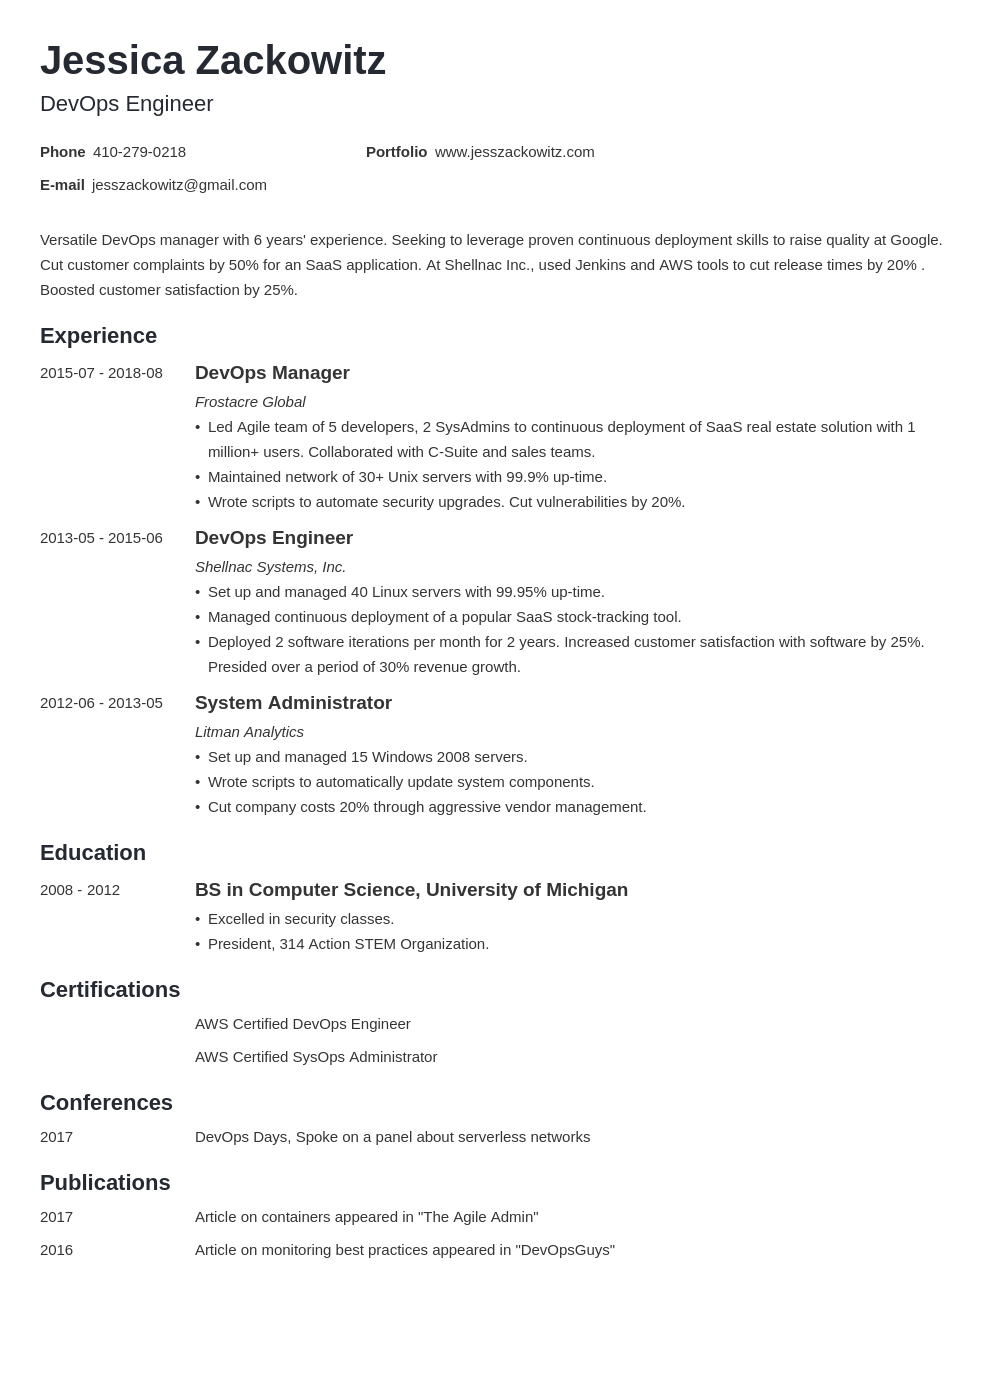 Jessica Zackowitz
DevOps Engineer
Phone 410-279-0218 Portfolio www.jesszackowitz.com
E-mail jesszackowitz@gmail.com
Versatile DevOps manager with 6 years' experience. Seeking to leverage proven continuous deployment skills to raise quality at Google.
Cut customer complaints by 50% for an SaaS application. At Shellnac Inc., used Jenkins and AWS tools to cut release times by 20% .
Boosted customer satisfaction by 25%.
Experience
2015-07 - 2018-08 DevOps Manager
Frostacre Global
• Led Agile team of 5 developers, 2 SysAdmins to continuous deployment of SaaS real estate solution with 1
million+ users. Collaborated with C-Suite and sales teams.
• Maintained network of 30+ Unix servers with 99.9% up-time.
• Wrote scripts to automate security upgrades. Cut vulnerabilities by 20%.
2013-05 - 2015-06 DevOps Engineer
Shellnac Systems, Inc.
• Set up and managed 40 Linux servers with 99.95% up-time.
• Managed continuous deployment of a popular SaaS stock-tracking tool.
• Deployed 2 software iterations per month for 2 years. Increased customer satisfaction with software by 25%.
Presided over a period of 30% revenue growth.
2012-06 - 2013-05 System Administrator
Litman Analytics
• Set up and managed 15 Windows 2008 servers.
• Wrote scripts to automatically update system components.
• Cut company costs 20% through aggressive vendor management.
Education
2008 - 2012 BS in Computer Science, University of Michigan
• Excelled in security classes.
• President, 314 Action STEM Organization.
Certifications
AWS Certified DevOps Engineer
AWS Certified SysOps Administrator
Conferences
2017 DevOps Days, Spoke on a panel about serverless networks
Publications
2017 Article on containers appeared in "The Agile Admin"
2016 Article on monitoring best practices appeared in "DevOpsGuys"